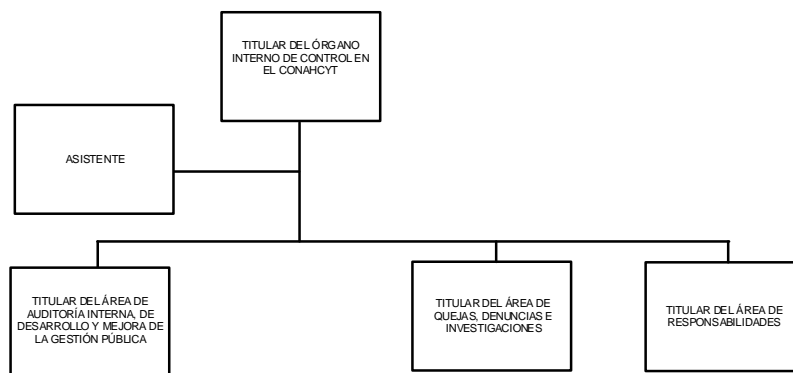 TITULAR DEL ÓRGANO
INTERNO DE CONTROL EN
EL CONAHCYT
ASISTENTE
TITULAR DEL ÁREA DE
AUDITORÍA INTERNA, DE
DESARROLLO Y MEJORA DE
LA GESTIÓN PÚBLICA
TITULAR DEL ÁREA DE
QUEJAS, DENUNCIAS E
INVESTIGACIONES
TITULAR DEL ÁREA DE
RESPONSABILIDADES